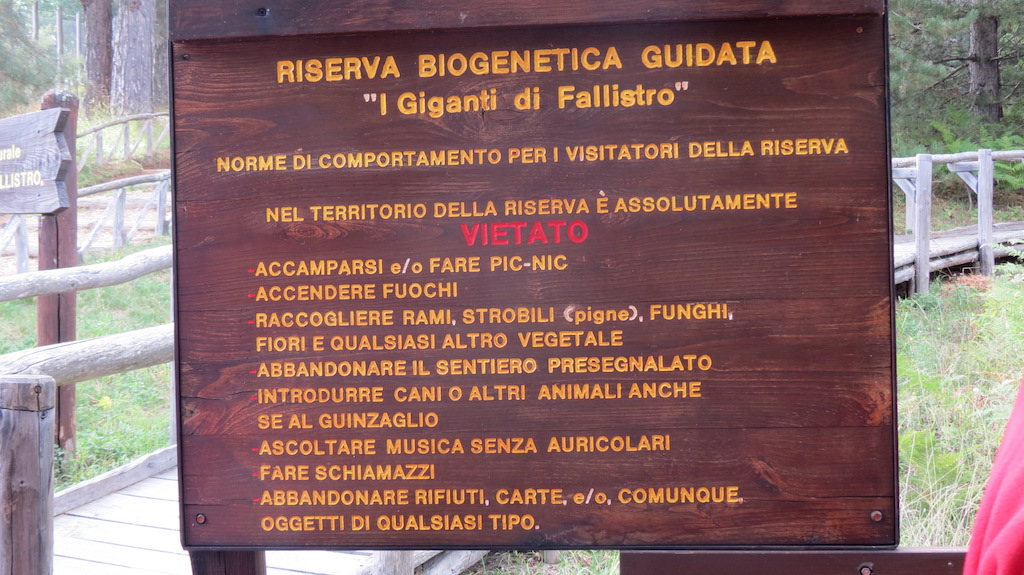 RISERVA BIOGENETICA GUIDATA
"I Giganti di Fallistro"
NORME DI COMPORTAMENTO PER I VISITATORI DELLA RISERVA
NEL TERRITORIO DELLA RISERVA È ASSOLUTAMENTE
VIETATO
-ACCAMPARSI e/o FARE PIC-NIC
-ACCENDERE FUOCHI
-RACCOGLIERE RAMI, STROBILI (pigne), FUNGHI,
FIORI E QUALSIASI ALTRO VEGETALE
-ABBANDONARE IL SENTIERO PRESEGNALATO
-INTRODURRE CANI O ALTRI ANIMALI ANCHE
SE AL GUINZAGLIO
-ASCOLTARE MUSICA SENZA AURICOLARI
-FARE SCHIAMAZZI
-ABBANDONARE RIFIUTI, CARTE, e/o, COMUNQUE,
OGGETTI DI QUALSIASI TIPO.